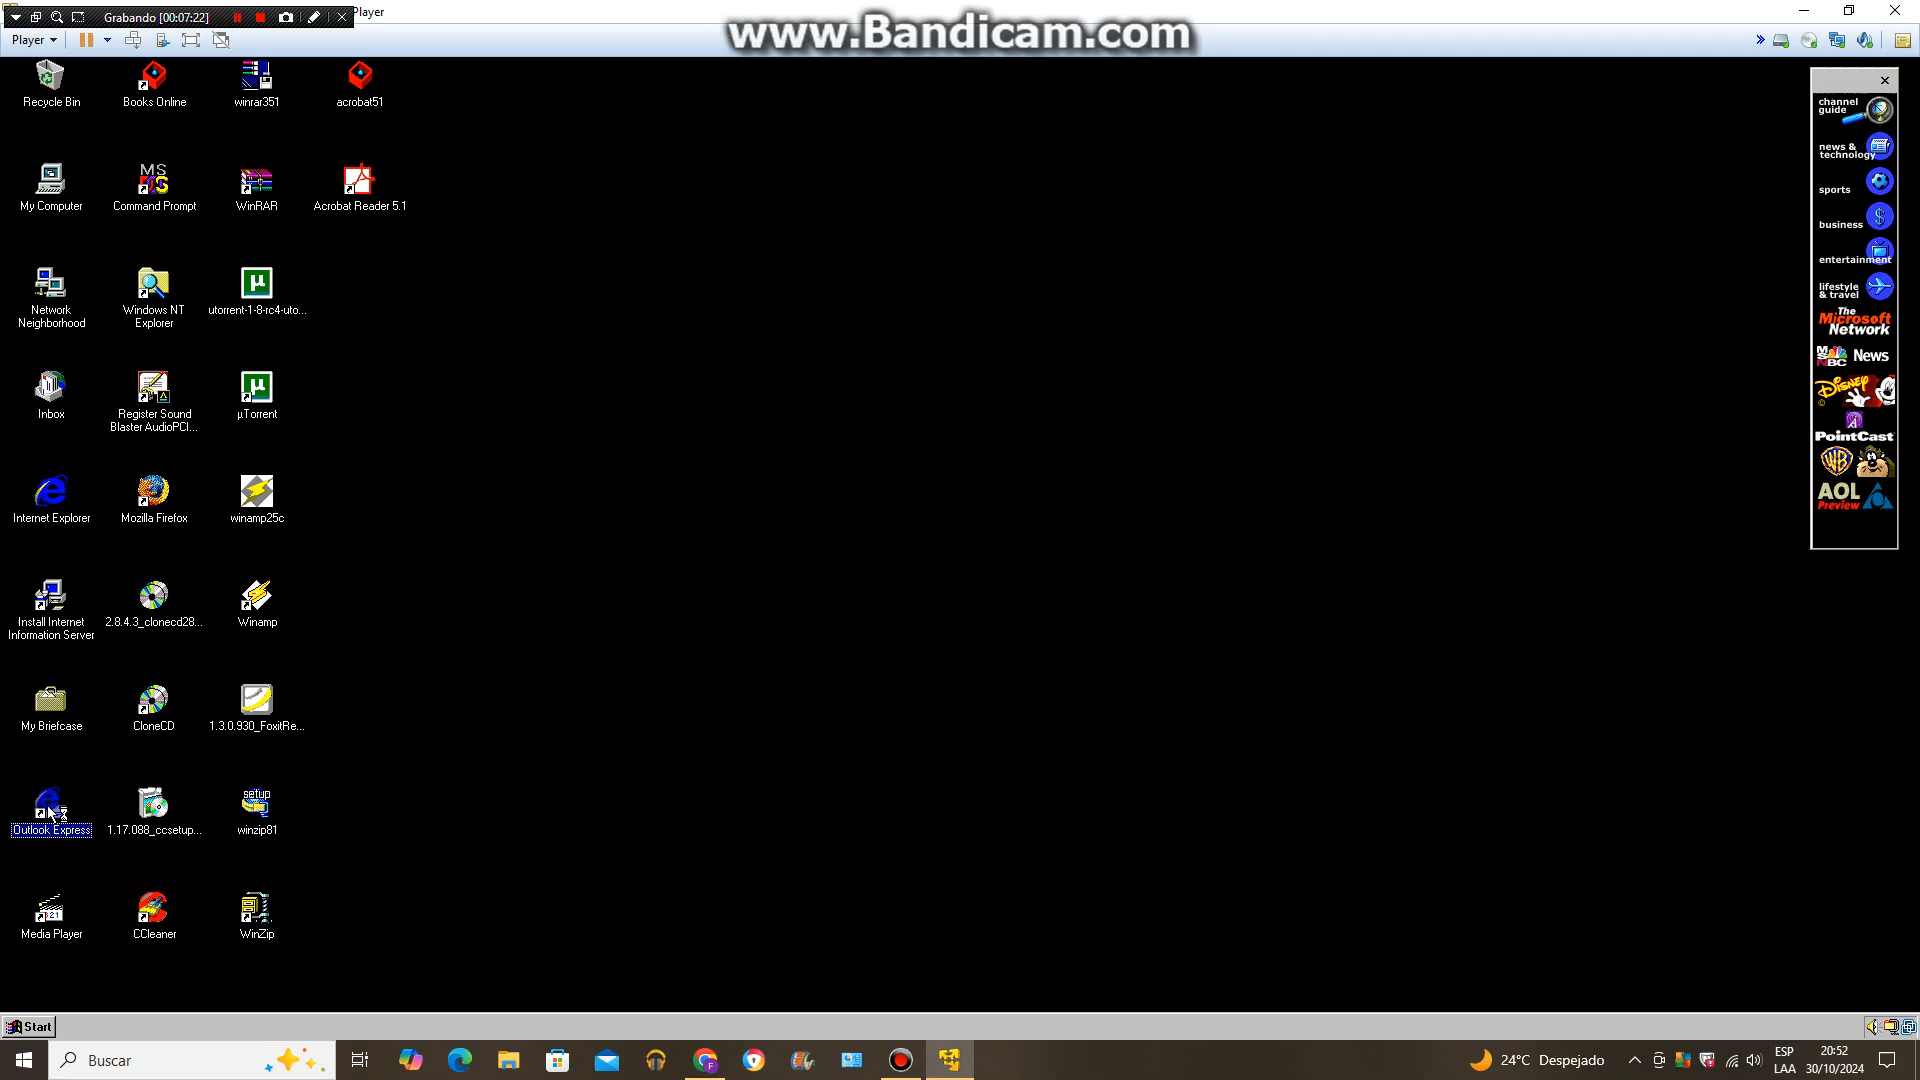 Grabando [00:07:22]
Player
www.Bandicam.com
Player
Recycle Bin
Books Online
winrar351
acrobat51
My Computer
Command Prompt
WinRAR
Acrobat Reader 5.1
Network
Neighborhood
Windows NT
Explorer
utorrent-1-8-rc4-uto...
Inbox
Register Sound
Blaster AudioPCI...
µTorrent
Internet Explorer
Mozilla Firefox
winamp25c
Install Internet
Information Server
2.8.4.3_clonecd28...
Winamp
My Briefcase
CloneCD
1.3.0.930_FoxitRe...
Outlook Express
1.17.088_ccsetup...
setup
winzip81
Media Player
CCleaner
WinZip
channel
guide
news &
technology
sports
business
entertainment
lifestyle
& travel
The
Microsoft
Network
MSNBC News
Disney
PointCast
WB
AOL
Preview
Start
Buscar
24°C Despejado
ESP
LAA
20:52
30/10/2024